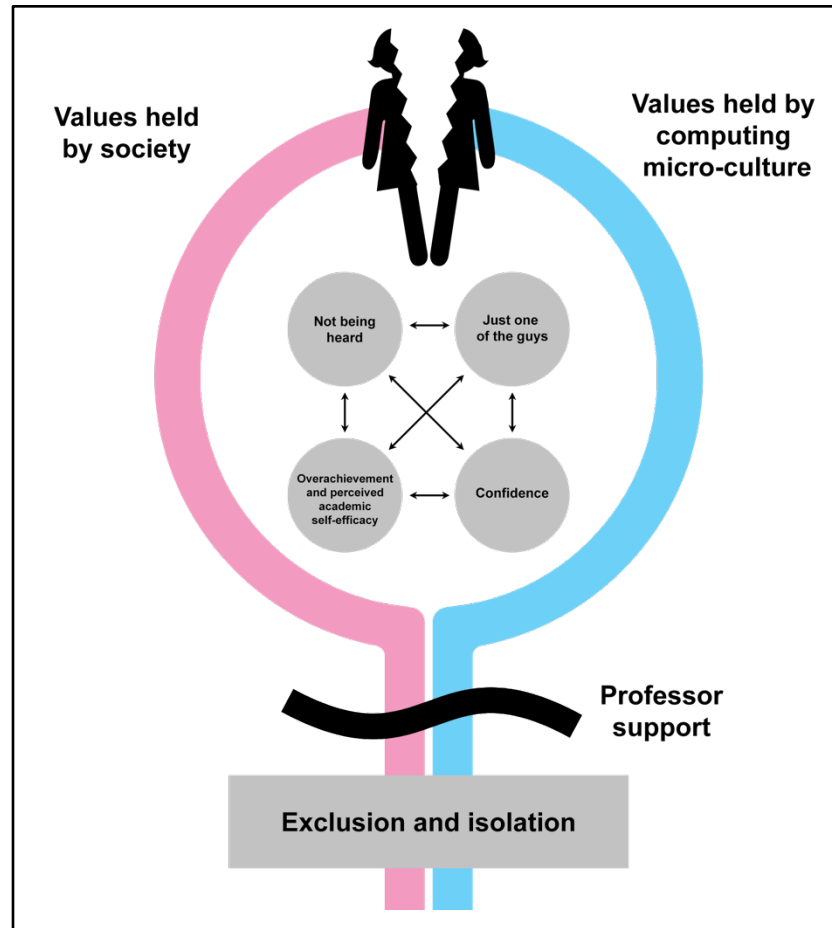 Values held
by society
Values held by
computing
micro-culture
Not being
heard
Just one
of the guys
Overachievement
and perceived
academic
self-efficacy
Confidence
Professor
support
Exclusion and isolation